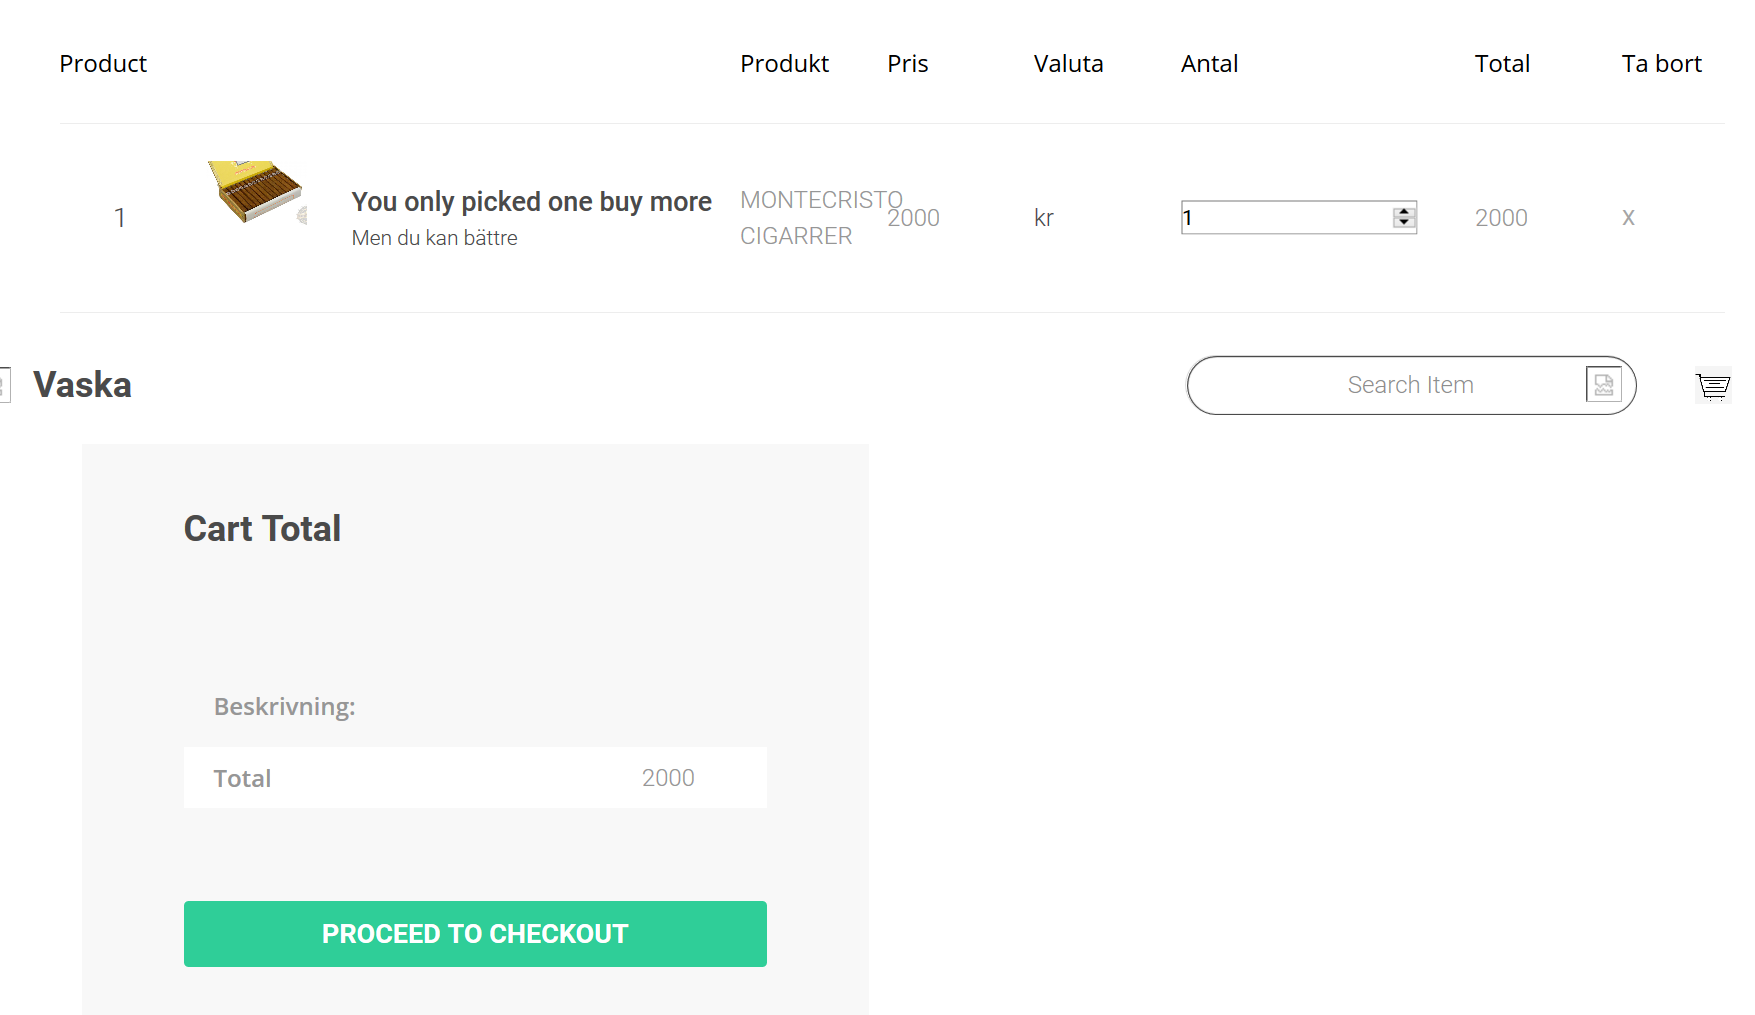 Product Produkt Pris Valuta Antal Total Ta bort
1 You only picked one buy more MONTECRISTO 2000 kr 1 2000 X
Men du kan bättre CIGARRER
Vaska Search Item
Cart Total
Beskrivning:
Total 2000
PROCEED TO CHECKOUT